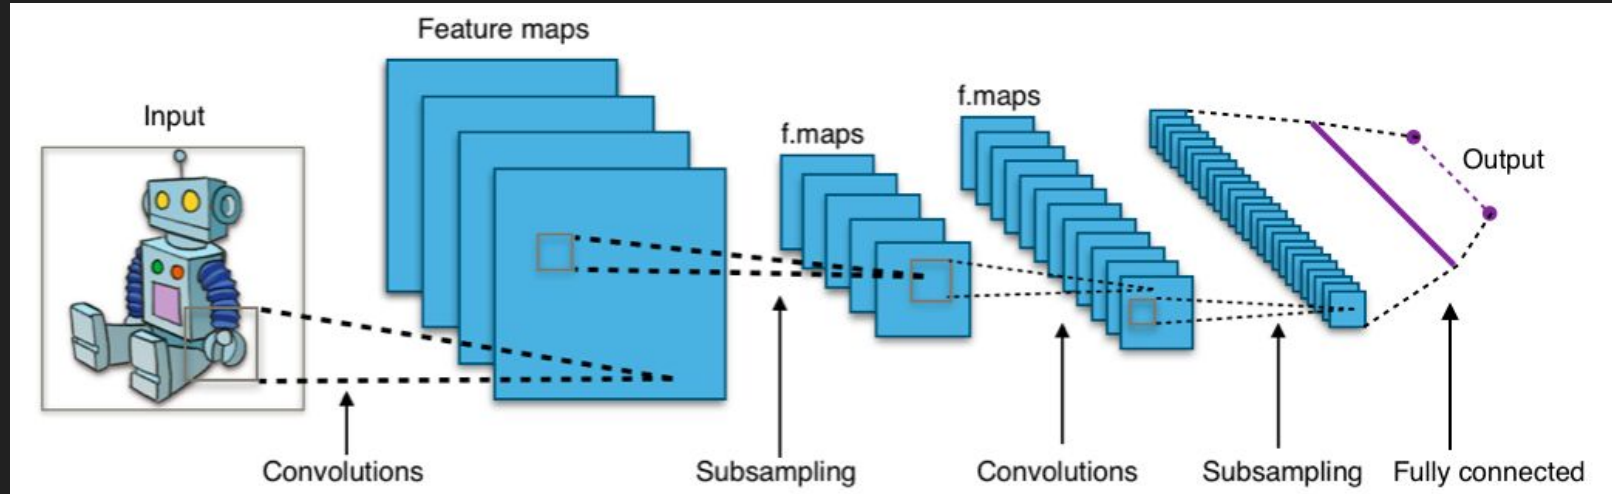 Feature maps
Input
f.maps
f.maps
Output
Convolutions
Subsampling
Convolutions
Subsampling
Fully connected